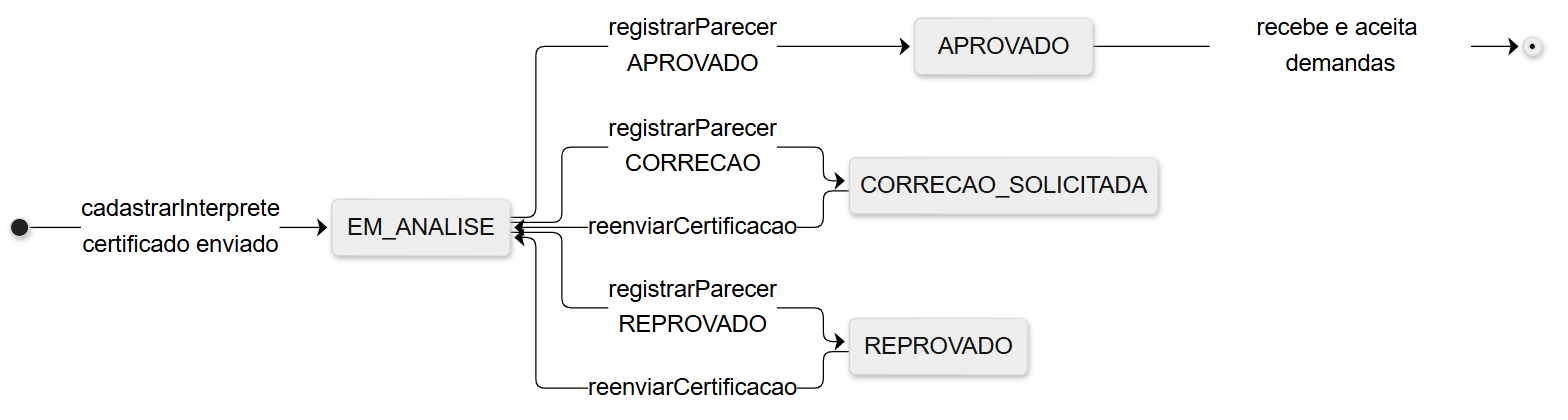 cadastrarInterprete
certificado enviado
EM_ANALISE
registrarParecer
APROVADO
APROVADO
recebe e aceita
demandas
registrarParecer
CORRECAO
CORRECAO_SOLICITADA
reenviarCertificacao
registrarParecer
REPROVADO
REPROVADO
reenviarCertificacao